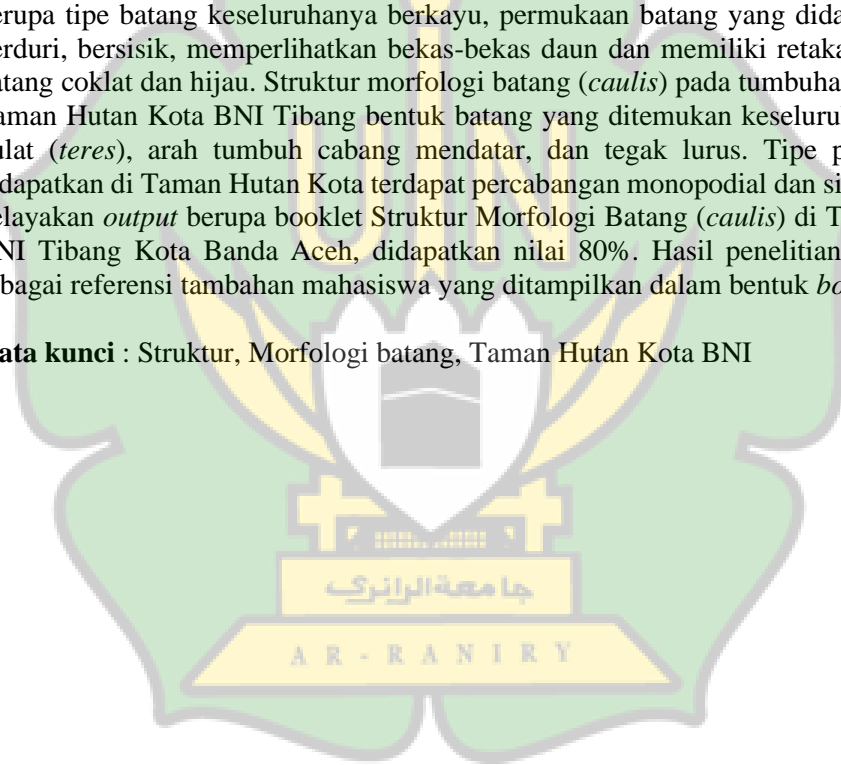 erupa tipe batang keseluruhanya berkayu, permukaan batang yang dida
erduri, bersisik, memperlihatkan bekas-bekas daun dan memiliki retaka
atang coklat dan hijau. Struktur morfologi batang (caulis) pada tumbuha
aman Hutan Kota BNI Tibang bentuk batang yang ditemukan keseluruh
ulat (teres), arah tumbuh cabang mendatar, dan tegak lurus. Tipe p
dapatkan di Taman Hutan Kota terdapat percabangan monopodial dan si
elayakan output berupa booklet Struktur Morfologi Batang (caulis) di T
NI Tibang Kota Banda Aceh, didapatkan nilai 80%. Hasil penelitian
bagai referensi tambahan mahasiswa yang ditampilkan dalam bentuk bo
ata kunci : Struktur, Morfologi batang, Taman Hutan Kota BNI
UIN
جامعة الرانري
AR-RANIRY